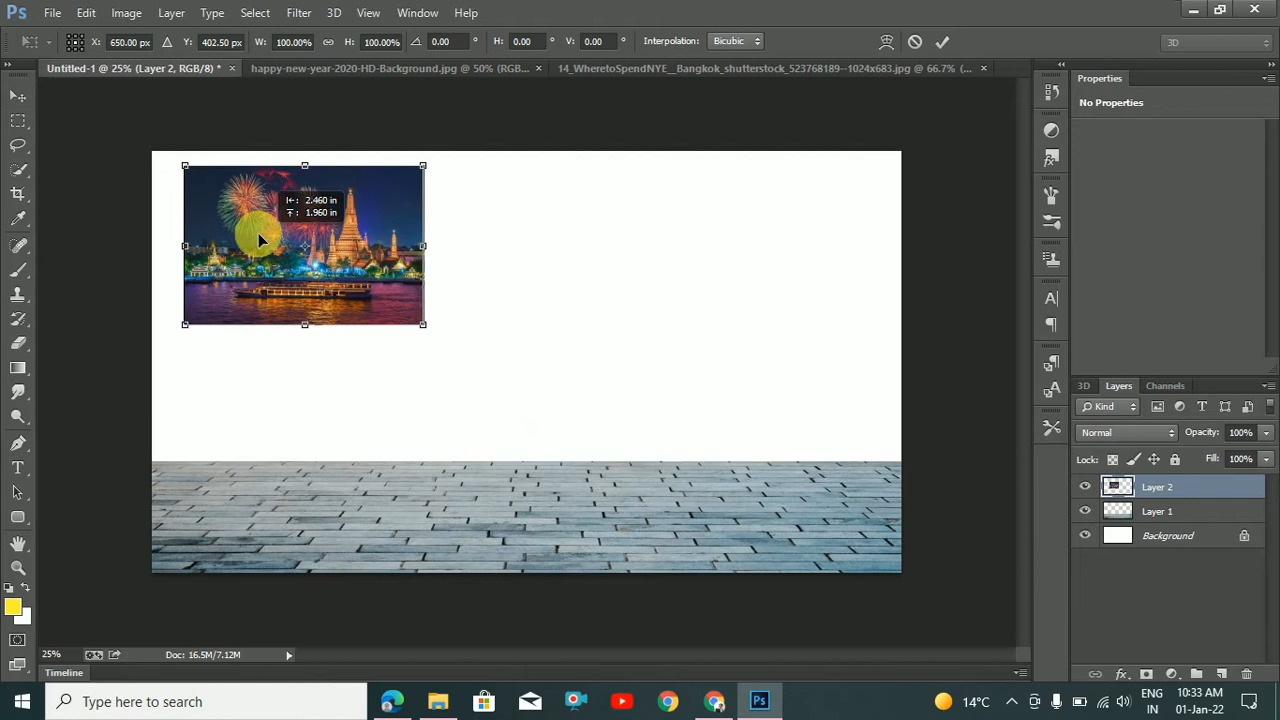 Ps File Edit Image Layer Type Select Filter 3D View Window Help
X: 650.00 px Y: 402.50 px W: 100.00% H: 100.00% 0.00 ° H: 0.00 ° V: 0.00 ° Interpolation: Bicubic 3D
Untitled-1 @ 25% (Layer 2, RGB/8) * × happy-new-year-2020-HD-Background.jpg @ 50% (RGB... × 14_WheretoSpendNYE__Bangkok_shutterstock_523768189--1024x683.jpg @ 66.7% (... ×
Properties
No Properties
2.460 in
1.960 in
3D Layers Channels
Kind
Normal Opacity: 100%
Lock: Fill: 100%
Layer 2
Layer 1
Background
25% Doc: 16.5M/7.12M
Timeline
Type here to search
Ps
14°C
ENG
IN
10:33 AM
01-Jan-22